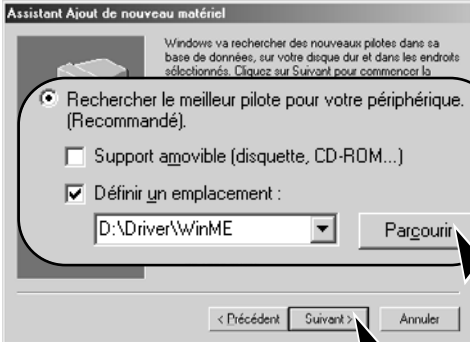 Assistant Ajout de nouveau matériel
Windows va rechercher des nouveaux pilotes dans sa
base de données, sur votre disque dur et dans les endroits
sélectionnés. Cliquez sur Suivant pour commencer la
Rechercher le meilleur pilote pour votre périphérique.
(Recommandé).
Support amovible (disquette, CD-ROM...)
Définir un emplacement :
D:\Driver\WinME
Parcourir
< Précédent
Suivant >
Annuler